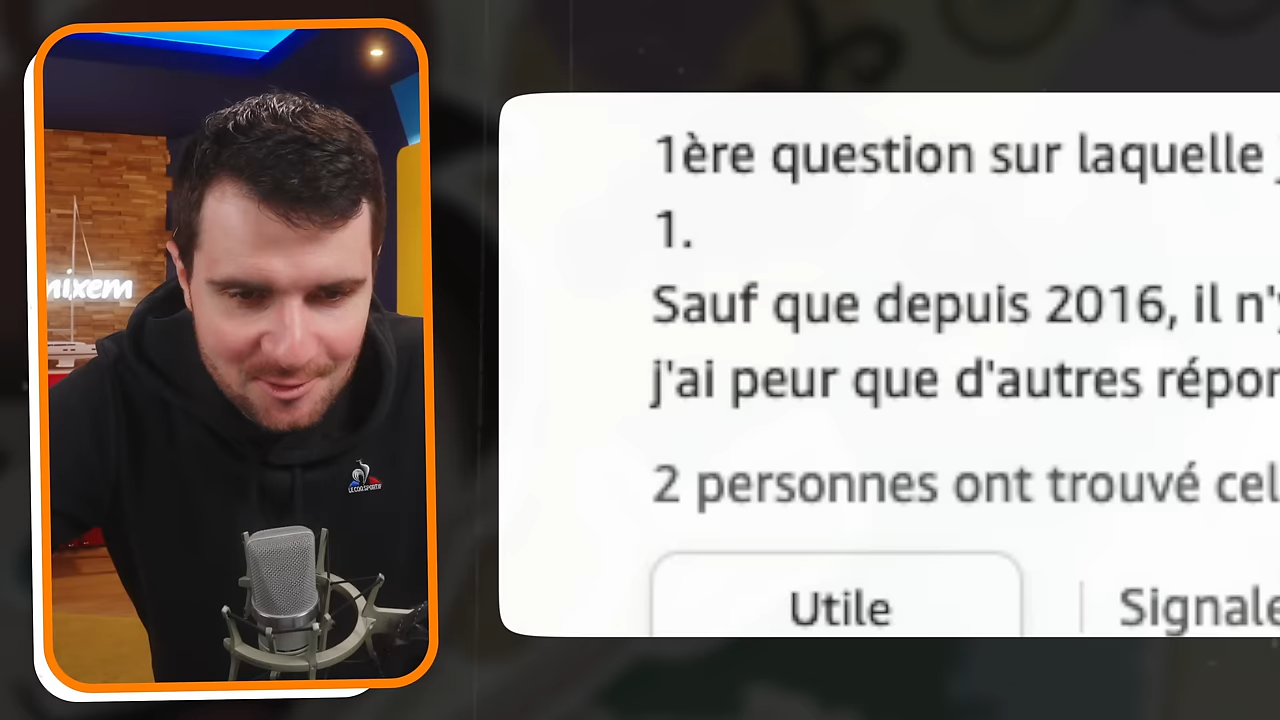 mixem
LE COQ SPORTIF
1ère question sur laquelle
1.
Sauf que depuis 2016, il n'y
j'ai peur que d'autres répon
2 personnes ont trouvé cel
Utile
Signale